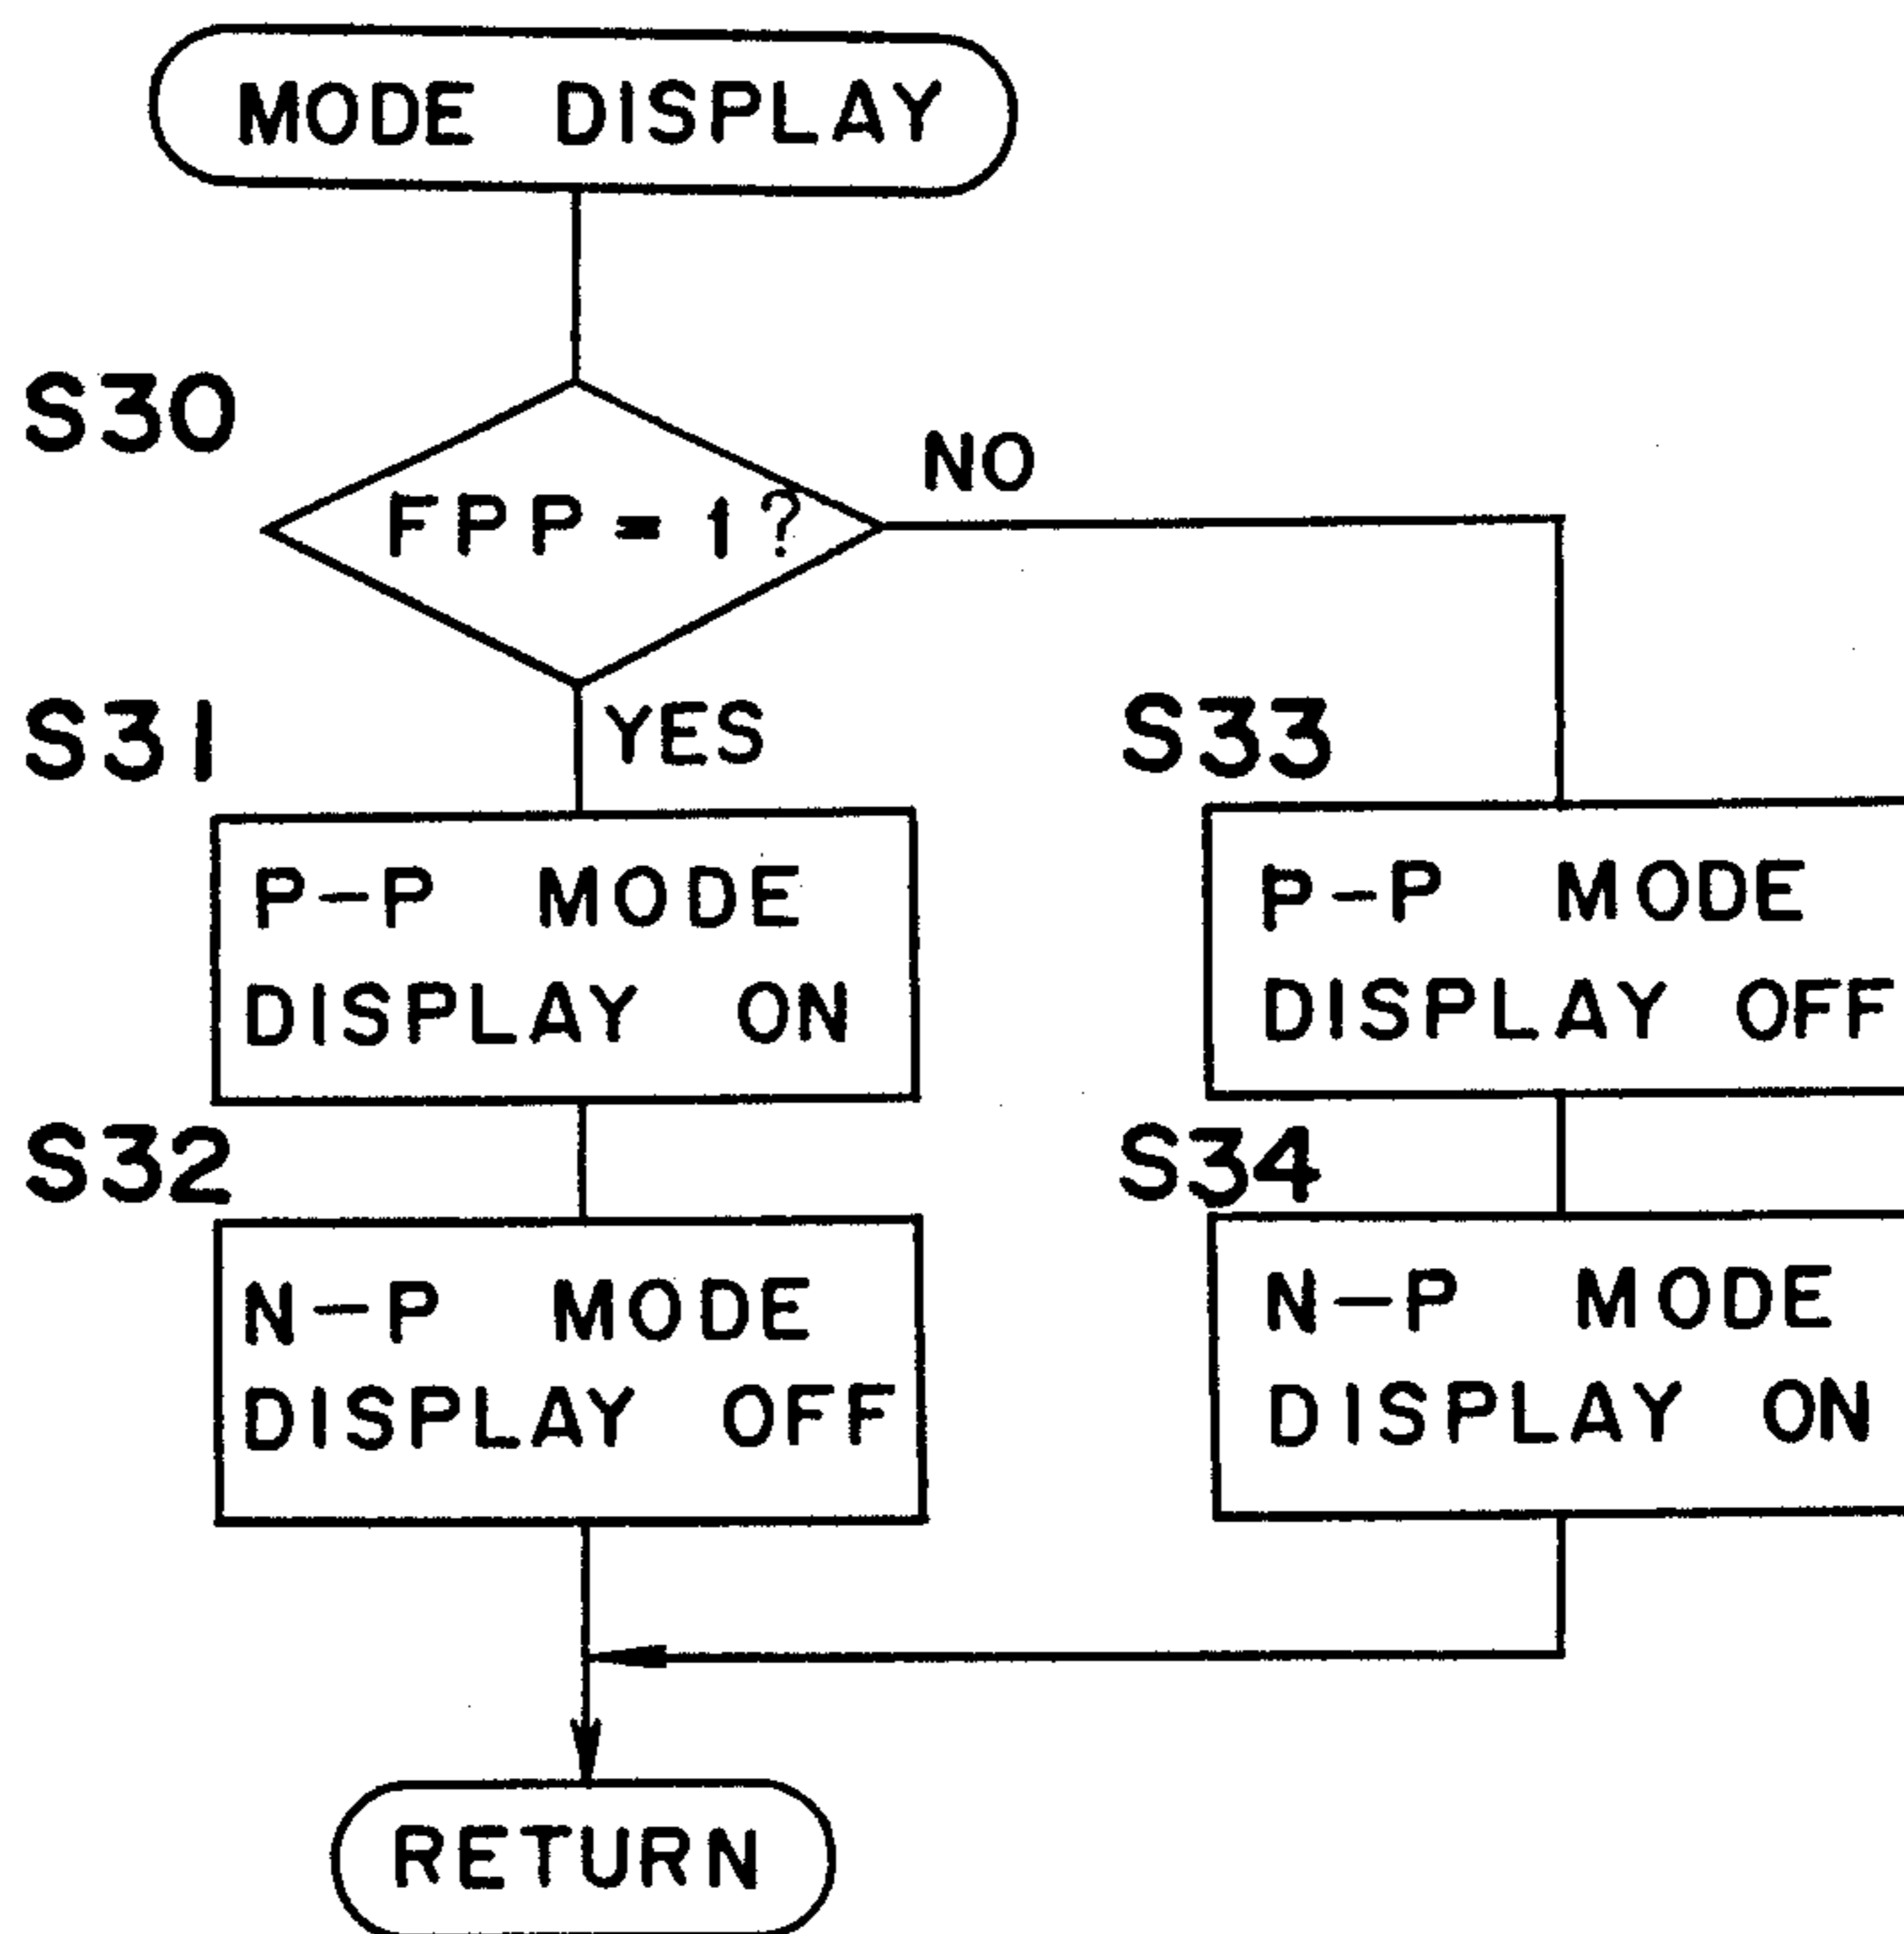 MODE DISPLAY
S30
FPP=1?
NO
S31
YES
S33
P-P MODE
DISPLAY ON
P-P MODE
DISPLAY OFF
S32
S34
N-P MODE
DISPLAY OFF
N-P MODE
DISPLAY ON
RETURN